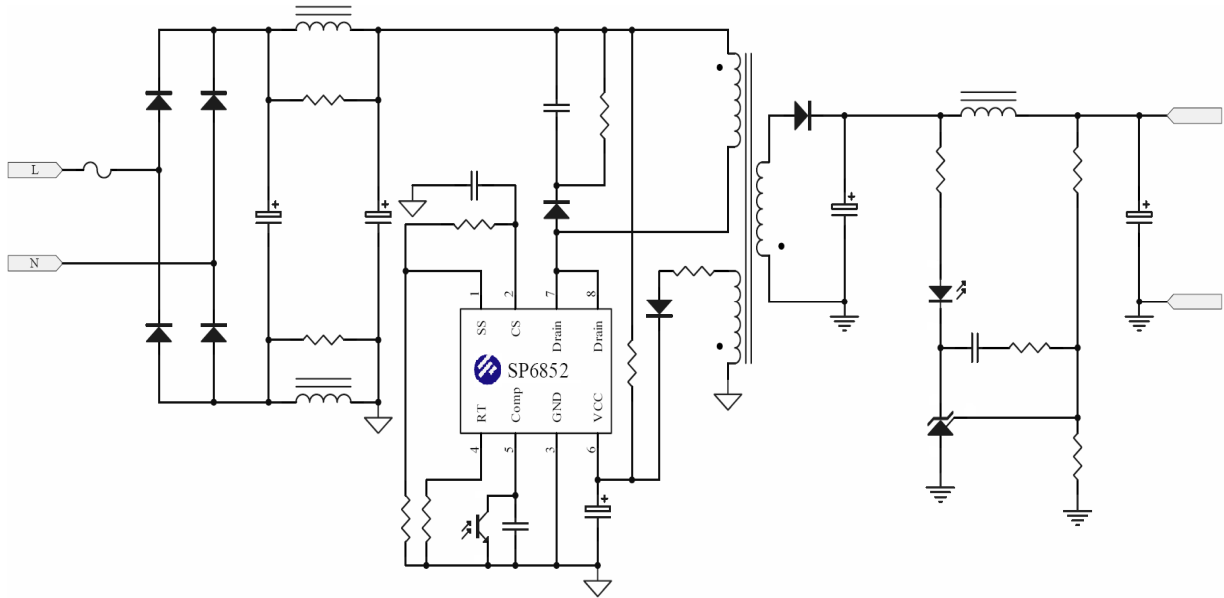 L
N
1
2
7
8
SS
CS
Drain
Drain
SP6852
RT
Comp
GND
VCC
4
5
3
6
+
+
+
+
+